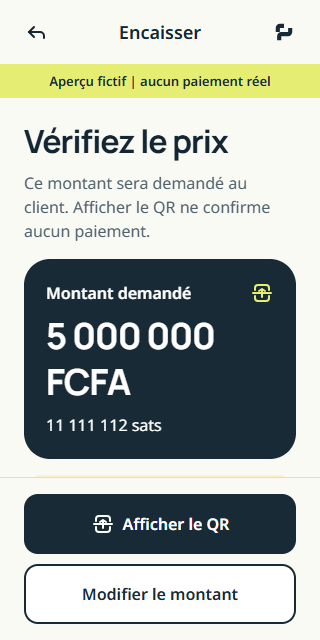 Encaisser
Aperçu fictif | aucun paiement réel
Vérifiez le prix
Ce montant sera demandé au
client. Afficher le QR ne confirme
aucun paiement.
Montant demandé
5 000 000
FCFA
11 111 112 sats
Afficher le QR
Modifier le montant